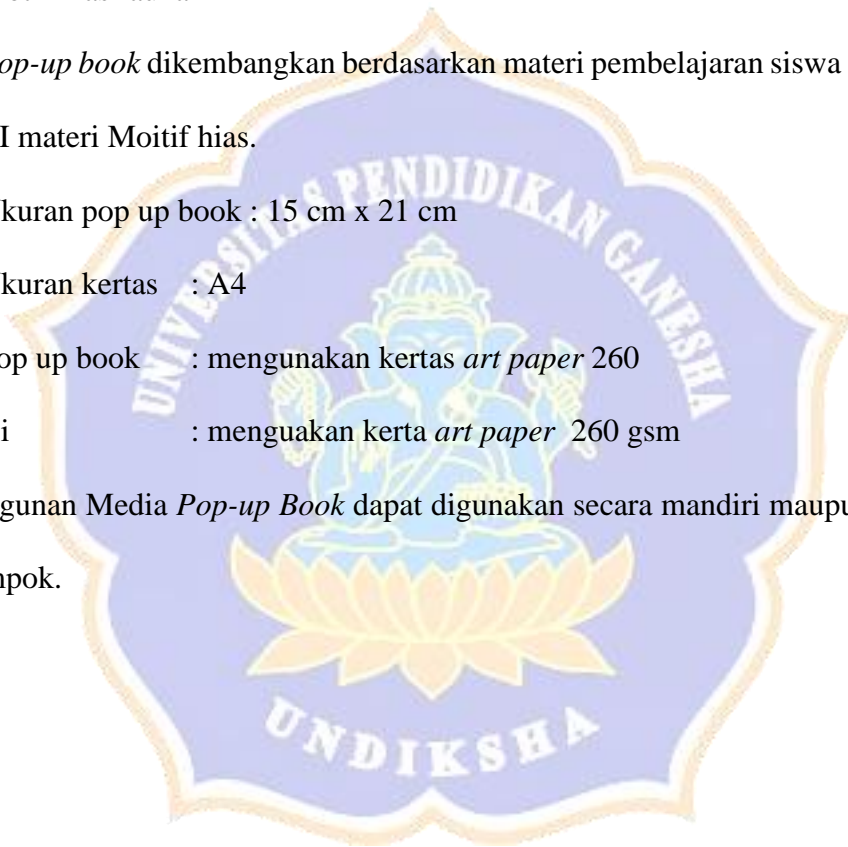 op-up book dikembangkan berdasarkan materi pembelajaran siswa
I materi Moitif hias.
kuran pop up book : 15 cm x 21 cm
kuran kertas : A4
op up book : mengunakan kertas art paper 260
i : menguakan kerta art paper 260 gsm
gunan Media Pop-up Book dapat digunakan secara mandiri maupu
pok.
UNIVERSITAS PENDIDIKAN GANESHA
UNDIKSHA